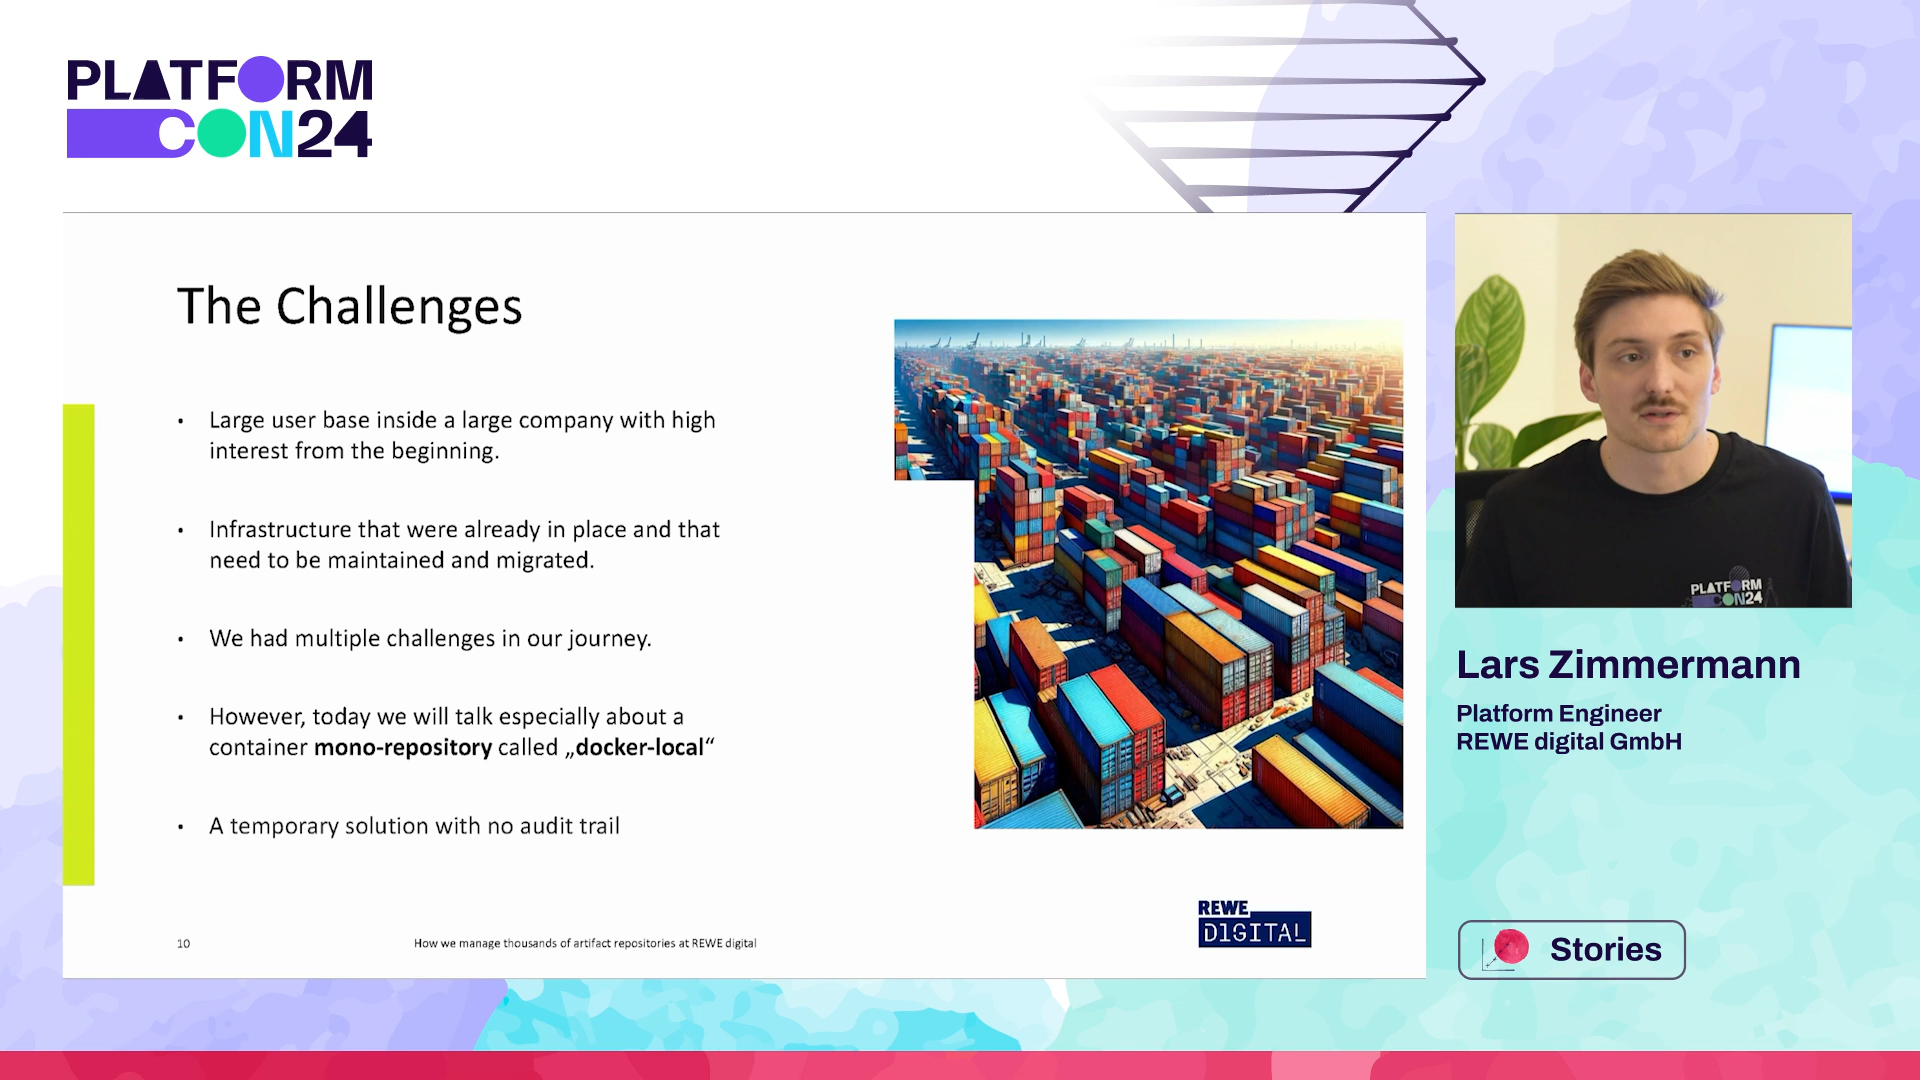 PLATFORM
CON24
The Challenges
• Large user base inside a large company with high
interest from the beginning.
• Infrastructure that were already in place and that
need to be maintained and migrated.
• We had multiple challenges in our journey.
• However, today we will talk especially about a
container mono-repository called „docker-local“
• A temporary solution with no audit trail
REWE
DIGITAL
10
How we manage thousands of artifact repositories at REWE digital
PLATFORM
CON24
Lars Zimmermann
Platform Engineer
REWE digital GmbH
Stories